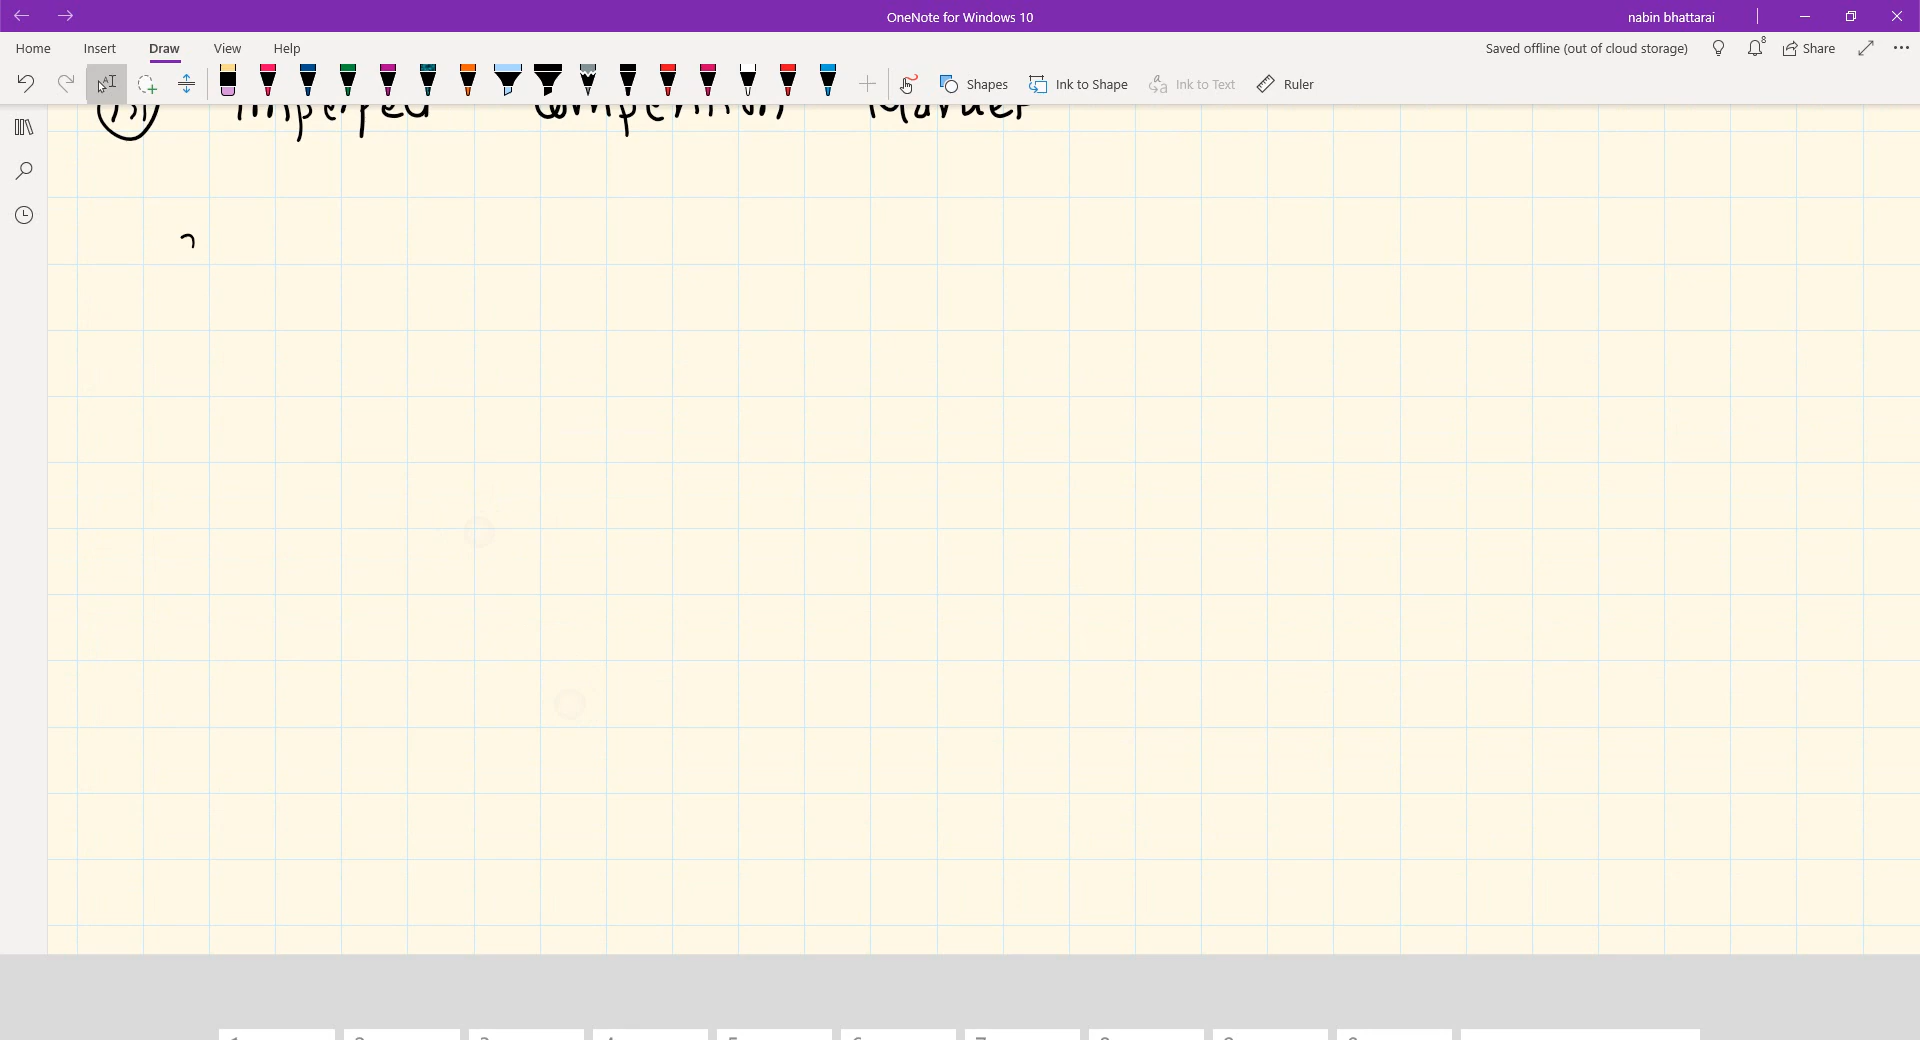 OneNote for Windows 10
nabin bhattarai
Home Insert Draw View Help
Saved offline (out of cloud storage)
8
Share
Shapes
Ink to Shape
Ink to Text
Ruler